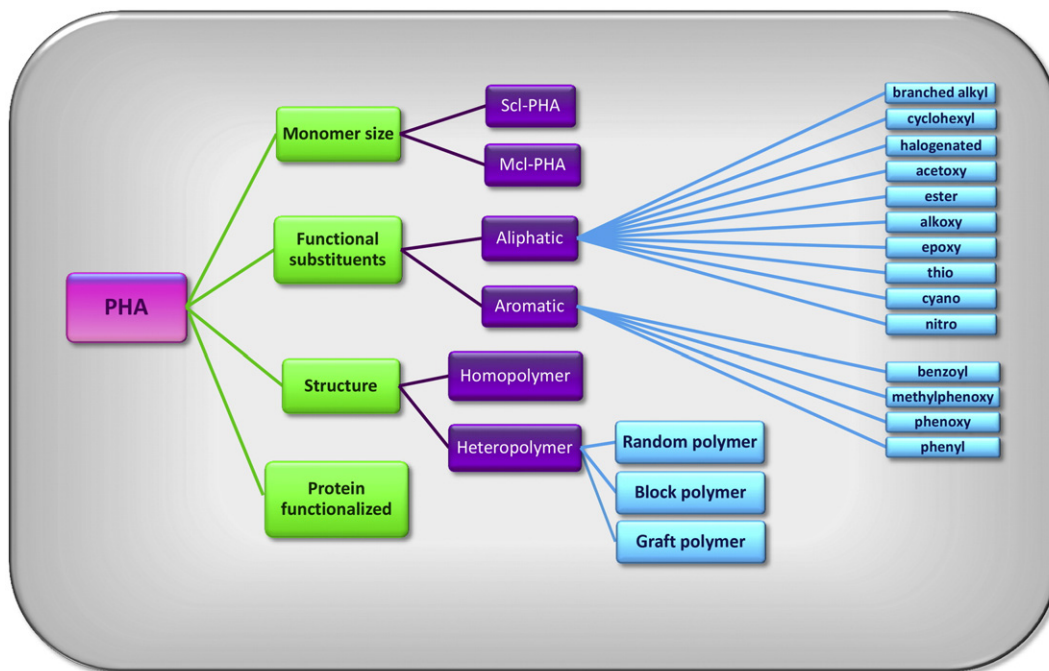 PHA
Monomer size
Scl-PHA
Mcl-PHA
Functional
substituents
Aliphatic
branched alkyl
cyclohexyl
halogenated
acetoxy
ester
alkoxy
epoxy
thio
cyano
nitro
Aromatic
benzoyl
methylphenoxy
phenoxy
phenyl
Structure
Homopolymer
Heteropolymer
Random polymer
Block polymer
Graft polymer
Protein
functionalized